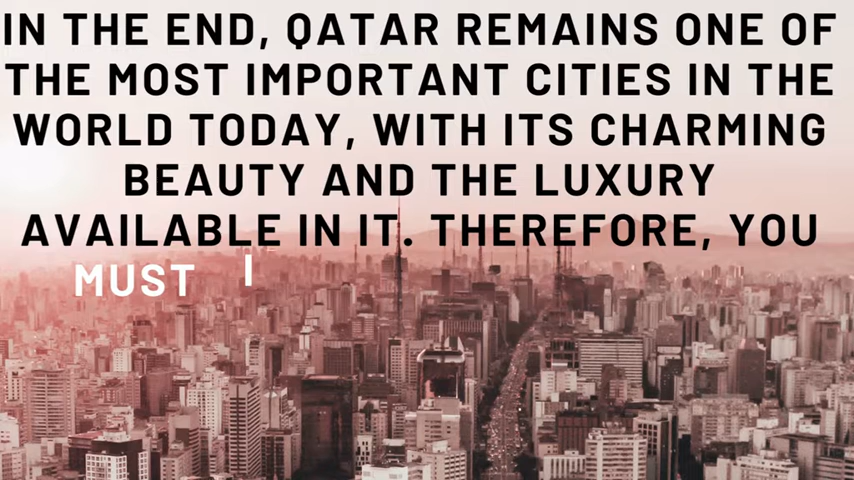 IN THE END, QATAR REMAINS ONE OF
THE MOST IMPORTANT CITIES IN THE
WORLD TODAY, WITH ITS CHARMING
BEAUTY AND THE LUXURY
AVAILABLE IN IT. THEREFORE, YOU
MUST I